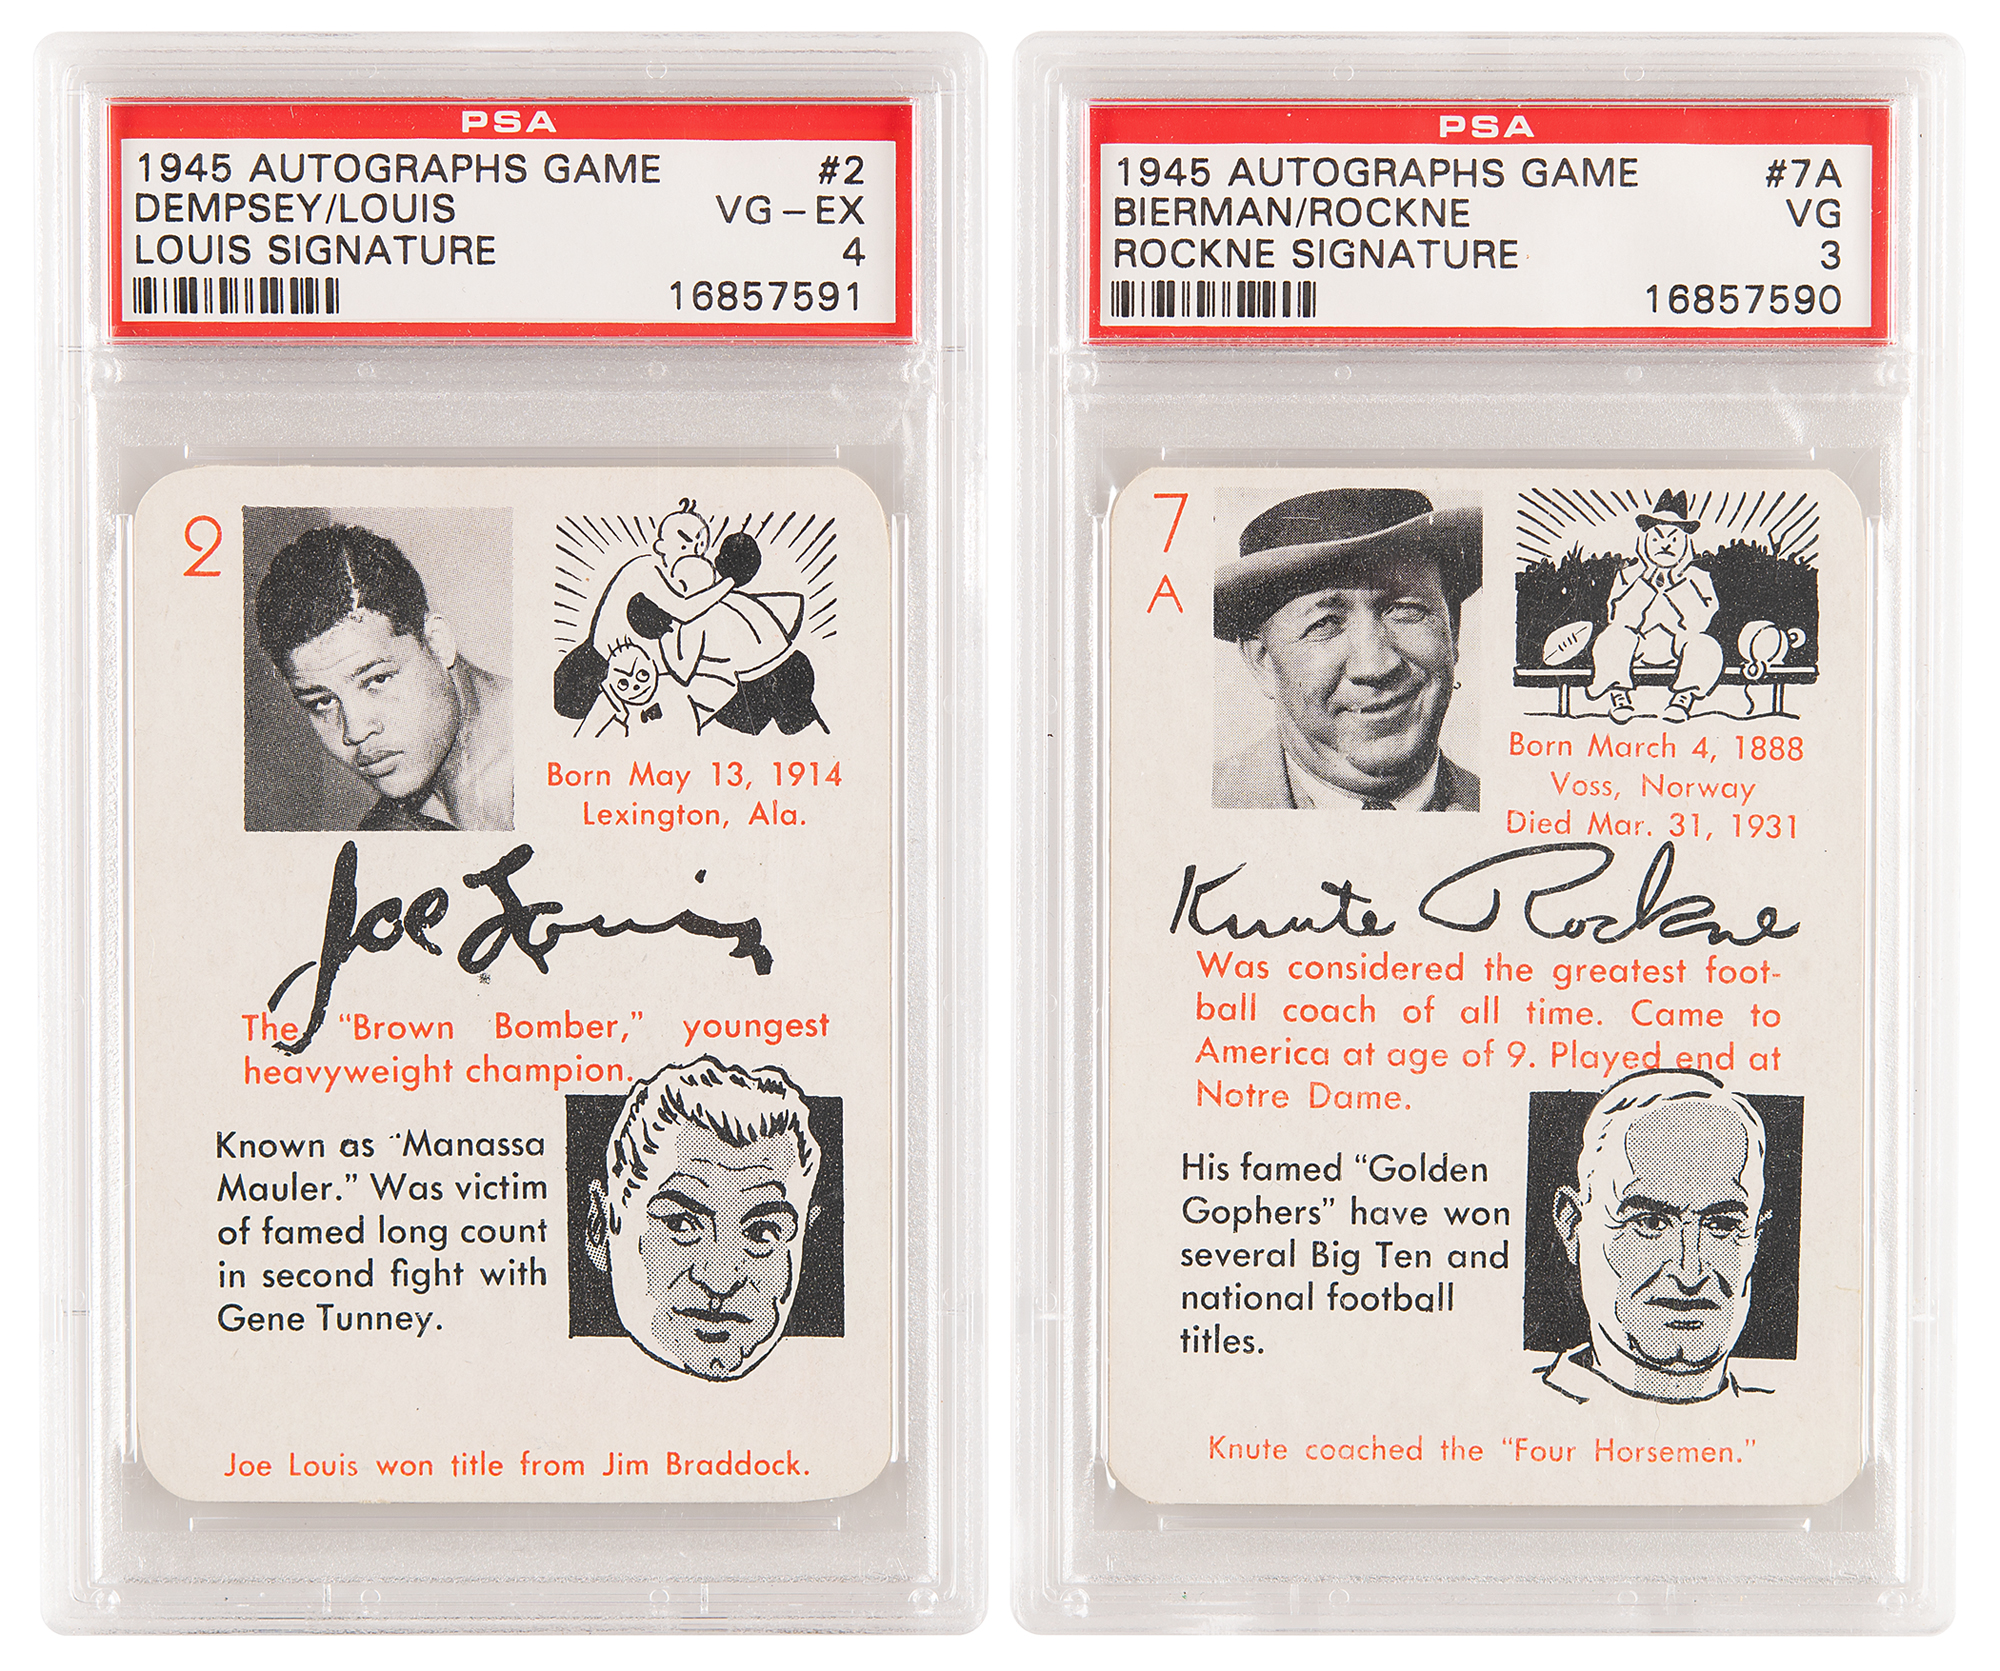 PSA
1945 AUTOGRAPHS GAME #2
DEMPSEY/LOUIS VG-EX
LOUIS SIGNATURE 4
16857591
2
Born May 13, 1914
Lexington, Ala.
Joe Louis
The "Brown Bomber," youngest
heavyweight champion.
Known as "Manassa
Mauler." Was victim
of famed long count
in second fight with
Gene Tunney.
Joe Louis won title from Jim Braddock.
PSA
1945 AUTOGRAPHS GAME #7A
BIERMAN/ROCKNE VG
ROCKNE SIGNATURE 3
16857590
7
A
Born March 4, 1888
Voss, Norway
Died Mar. 31, 1931
Knute Rockne
Was considered the greatest foot-
ball coach of all time. Came to
America at age of 9. Played end at
Notre Dame.
His famed "Golden
Gophers" have won
several Big Ten and
national football
titles.
Knute coached the "Four Horsemen."